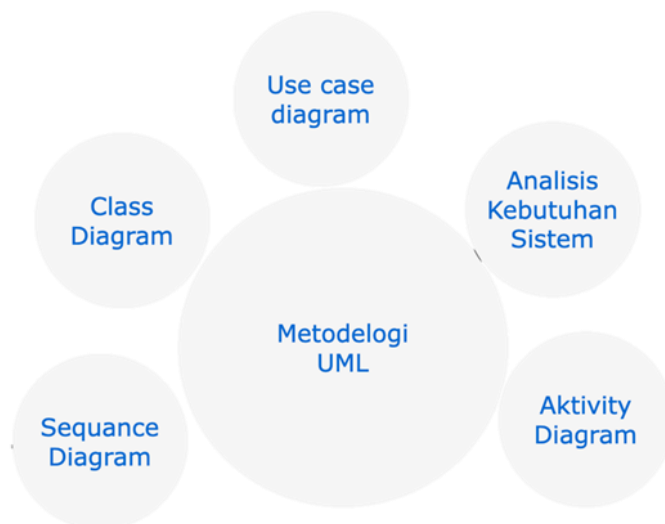 Use case
diagram
Class
Diagram
Analisis
Kebutuhan
Sistem
Metodelogi
UML
Sequance
Diagram
Aktivity
Diagram